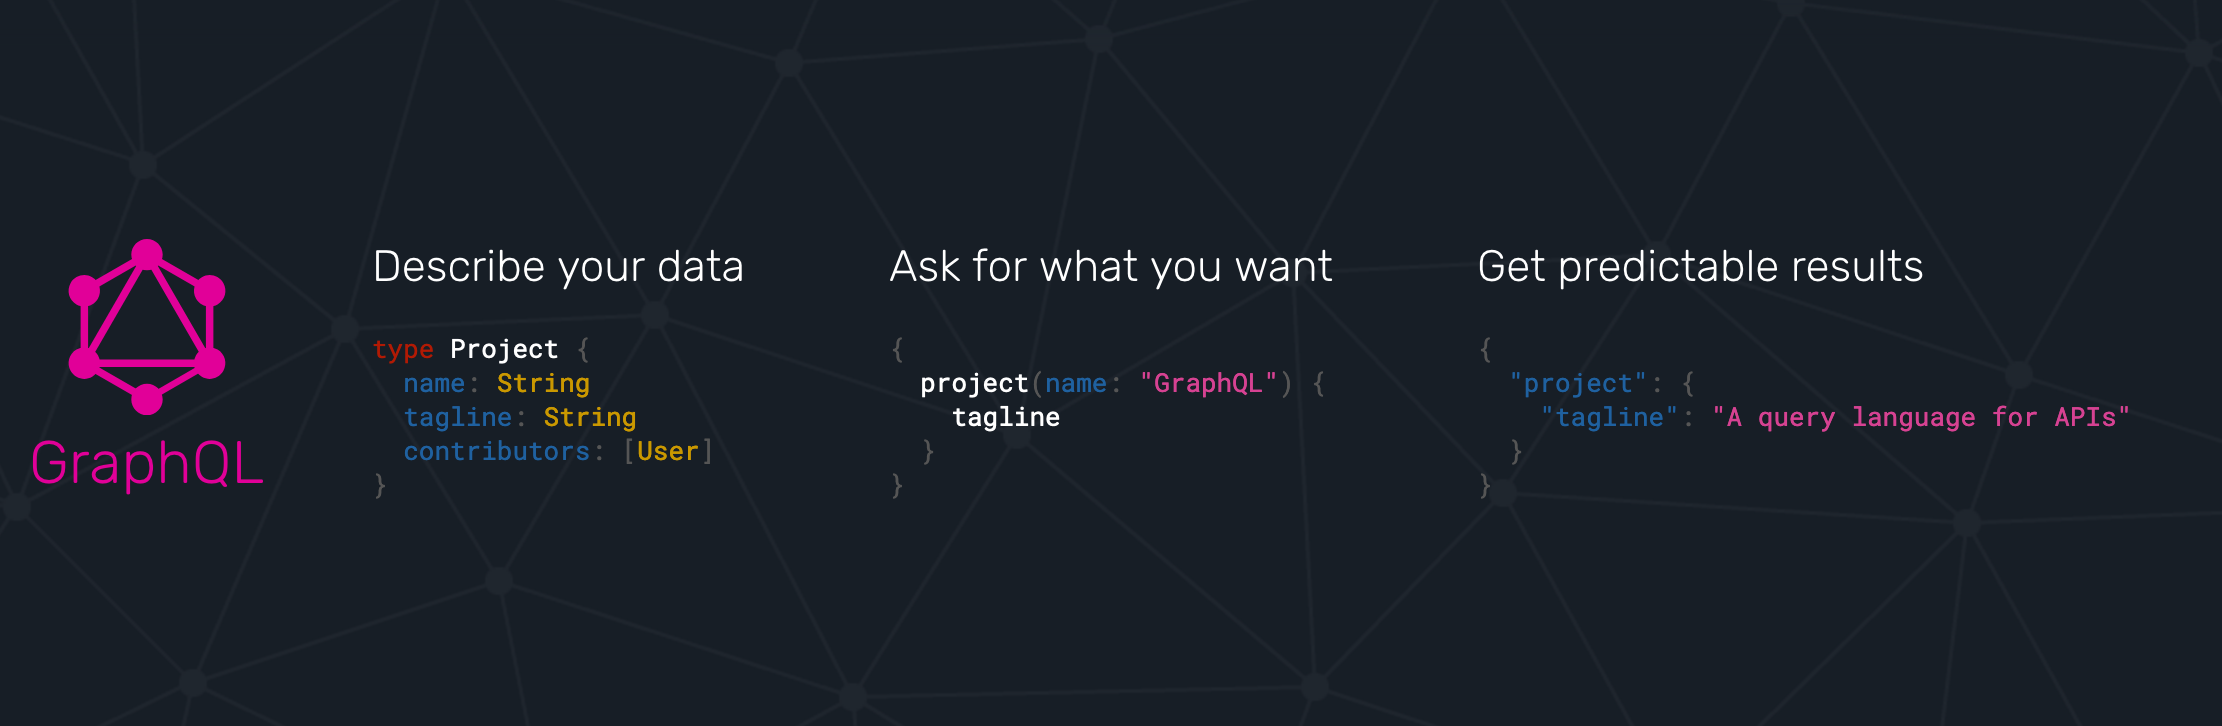 GraphQL
Describe your data
type Project {
  name: String
  tagline: String
  contributors: [User]
}
Ask for what you want
{
  project(name: "GraphQL") {
    tagline
  }
}
Get predictable results
{
  "project": {
    "tagline": "A query language for APIs"
  }
}